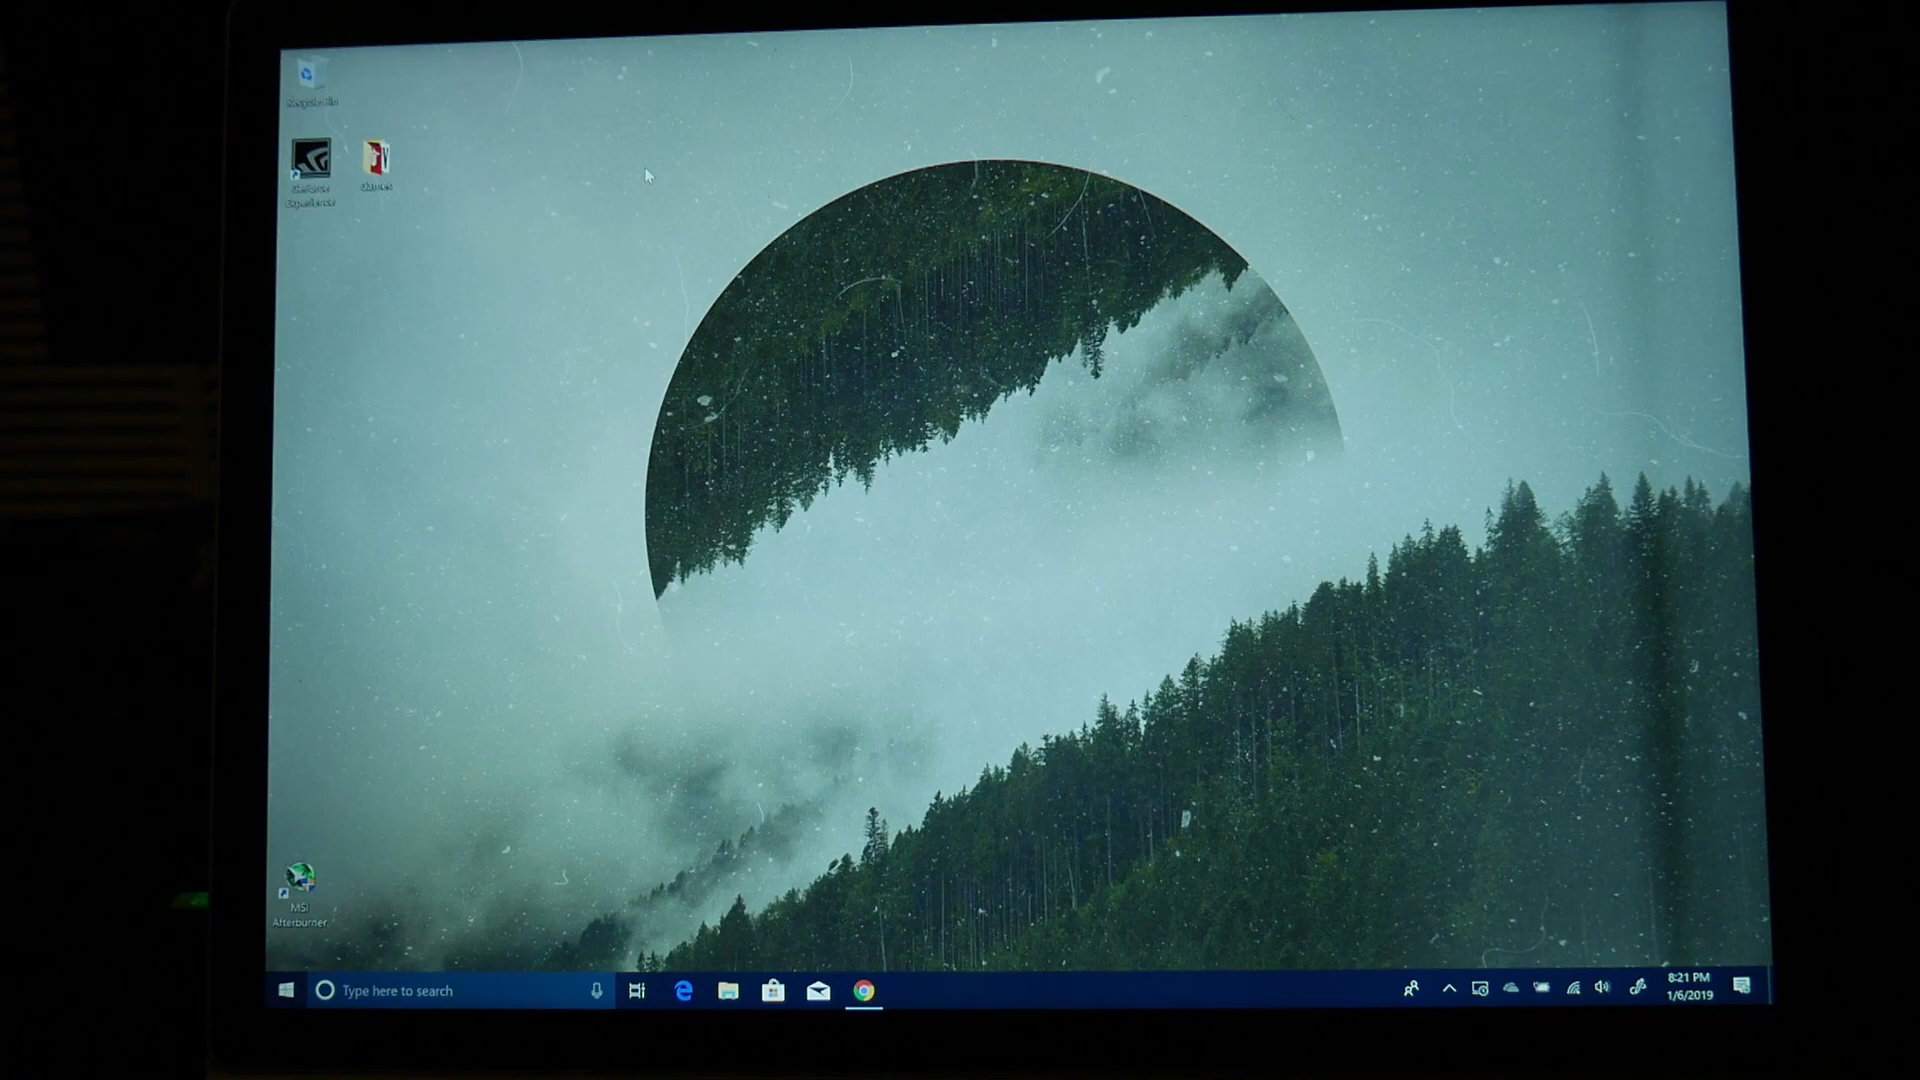 Recycle Bin
GeForce
Experience
Games
MSI
Afterburner
Type here to search
8:21 PM
1/6/2019